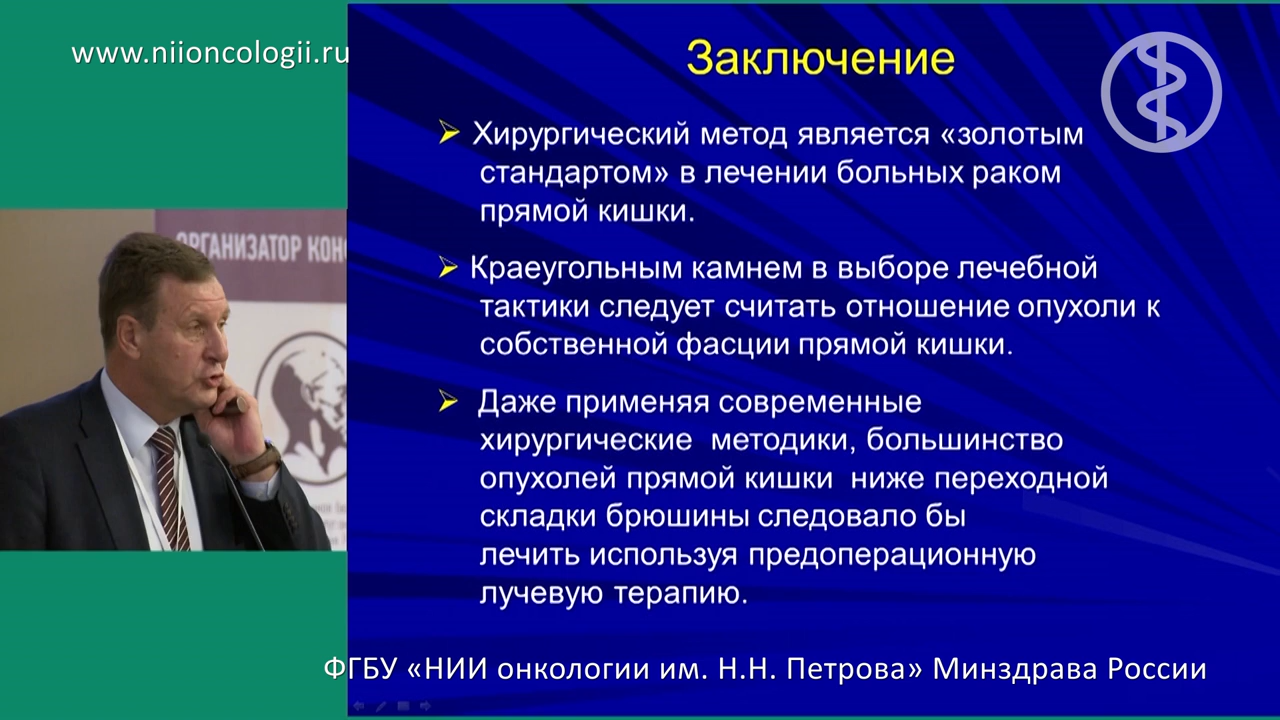 www.niioncologii.ru
Заключение
Хирургический метод является «золотым
стандартом» в лечении больных раком
прямой кишки.
Краеугольным камнем в выборе лечебной
тактики следует считать отношение опухоли к
собственной фасции прямой кишки.
Даже применяя современные
хирургические методики, большинство
опухолей прямой кишки ниже переходной
складки брюшины следовало бы
лечить используя предоперационную
лучевую терапию.
ОРГАНИЗАТОР
ФГБУ «НИИ онкологии им. Н.Н. Петрова» Минздрава России